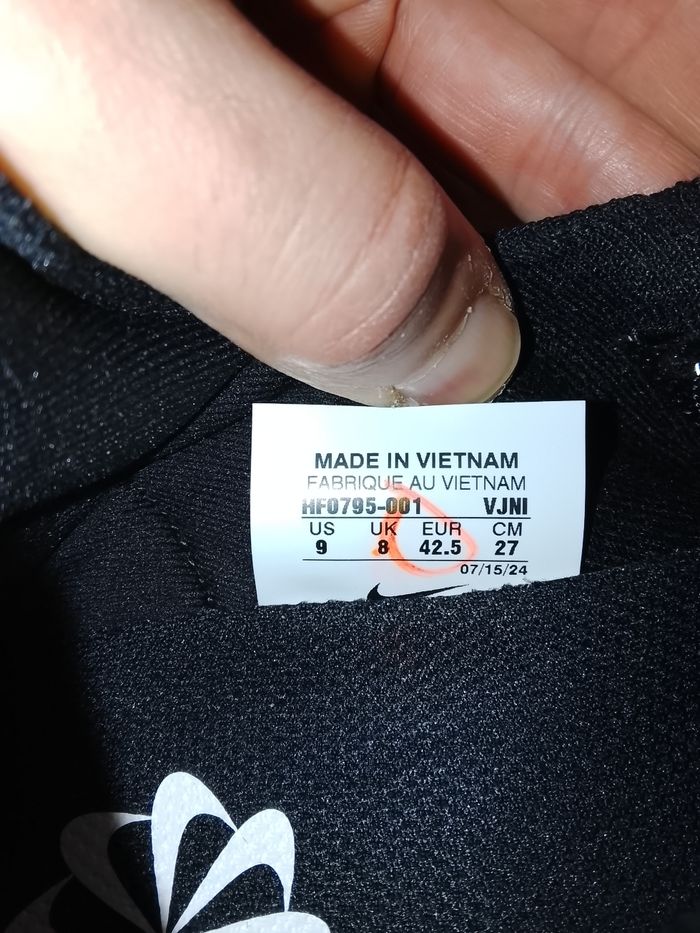 MADE IN VIETNAM
FABRIQUE AU VIETNAM
HF0795-001 VJNI
US UK EUR CM
9 8 42.5 27
07/15/24